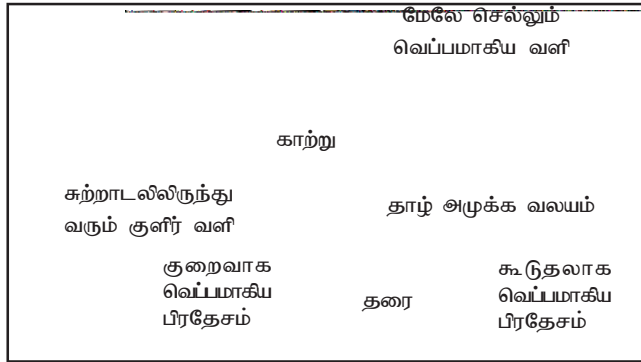 மேலே செல்லும்
வெப்பமாகிய வளி
காற்று
சுற்றாடலிலிருந்து
வரும் குளிர் வளி
தாழ் அமுக்க வலயம்
குறைவாக
வெப்பமாகிய
பிரதேசம்
தரை
கூடுதலாக
வெப்பமாகிய
பிரதேசம்